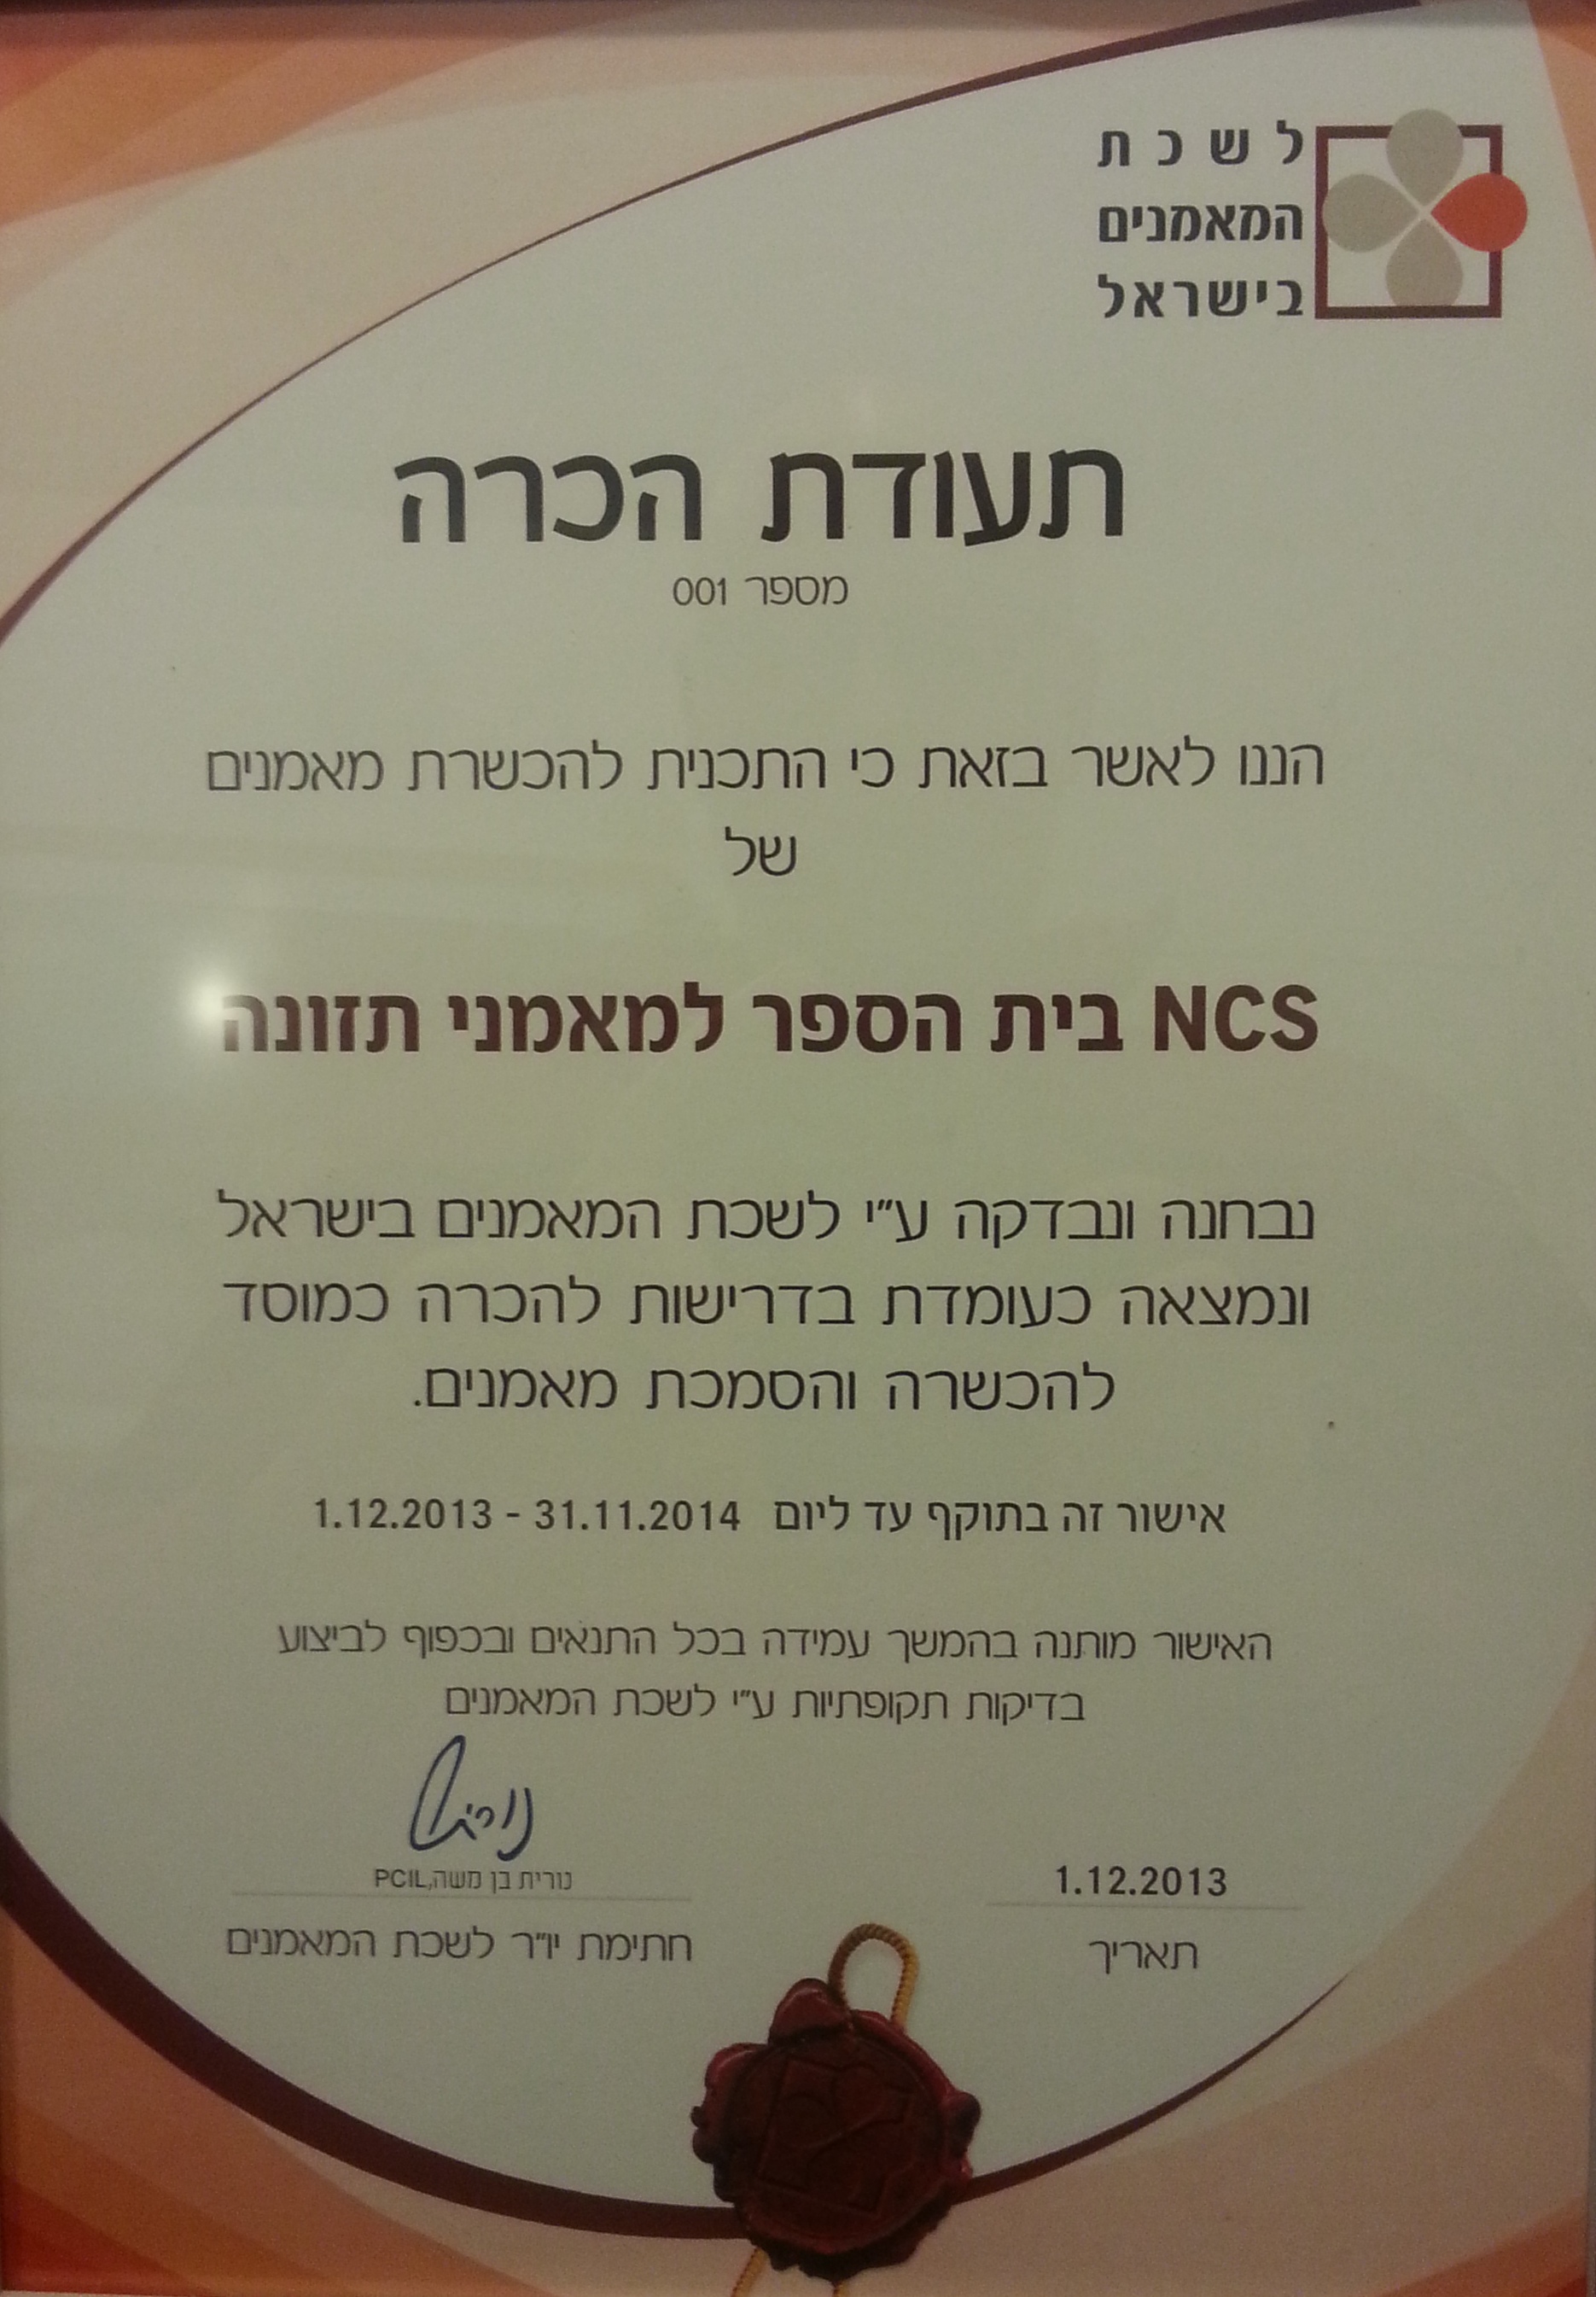 לשכת
המאמנים
בישראל
תעודת הכרה
מספר 001
הננו לאשר בזאת כי התכנית להכשרת מאמנים
של
NCS בית הספר למאמני תזונה
נבחנה ונבדקה ע"י לשכת המאמנים בישראל
ונמצאה כעומדת בדרישות להכרה כמוסד
להכשרה והסמכת מאמנים.
אישור זה בתוקף עד ליום 31.11.2014 - 1.12.2013
האישור מותנה בהמשך עמידה בכל התנאים ובכפוף לביצוע
בדיקות תקופתיות ע"י לשכת המאמנים
נורית
1.12.2013
נורית בן משה,PCIL
תאריך
חתימת יו"ר לשכת המאמנים